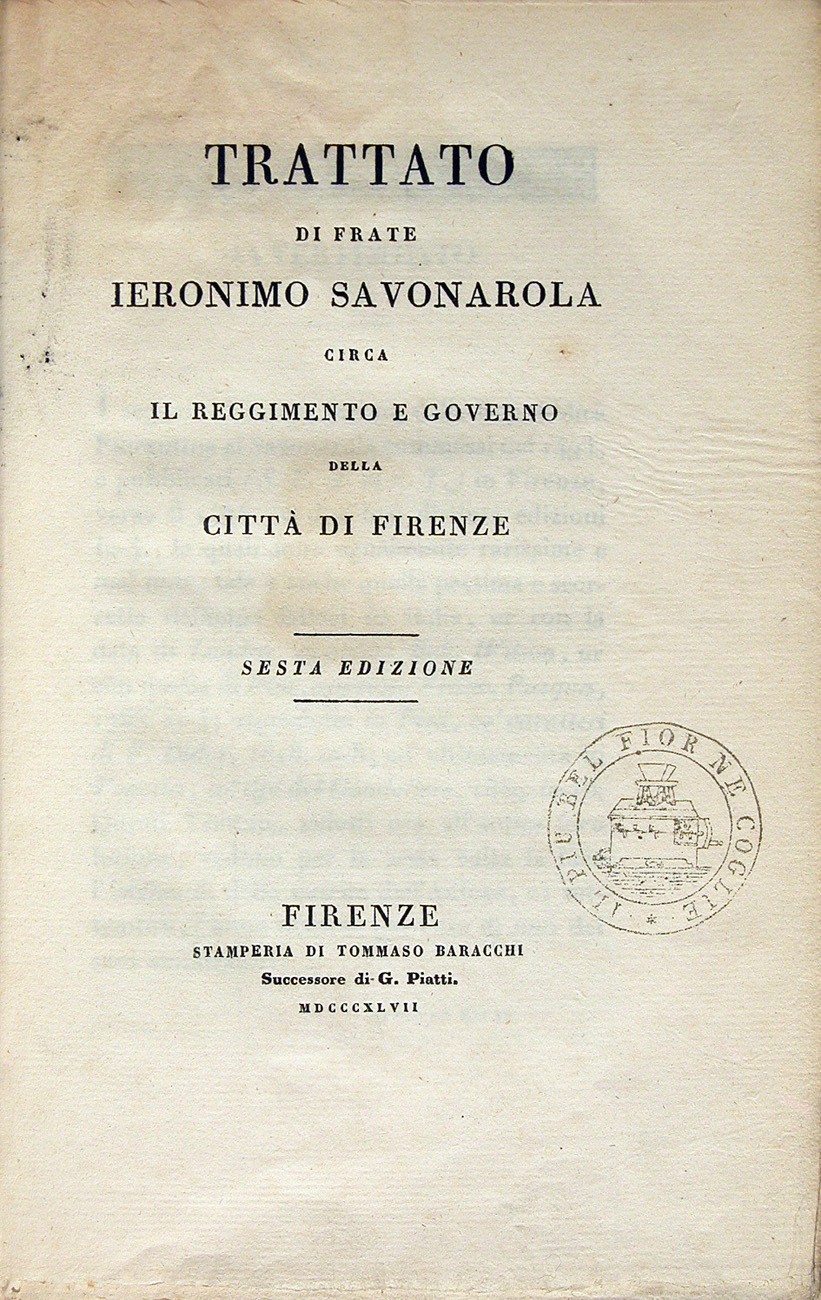 TRATTATO
DI FRATE
IERONIMO SAVONAROLA
CIRCA
IL REGGIMENTO E GOVERNO
DELLA
CITTÀ DI FIRENZE
SESTA EDIZIONE
IL PIÙ BEL FIOR NE COGLIE *
FIRENZE
STAMPERIA DI TOMMASO BARACCHI
Successore di G. Piatti.
MDCCCXLVII